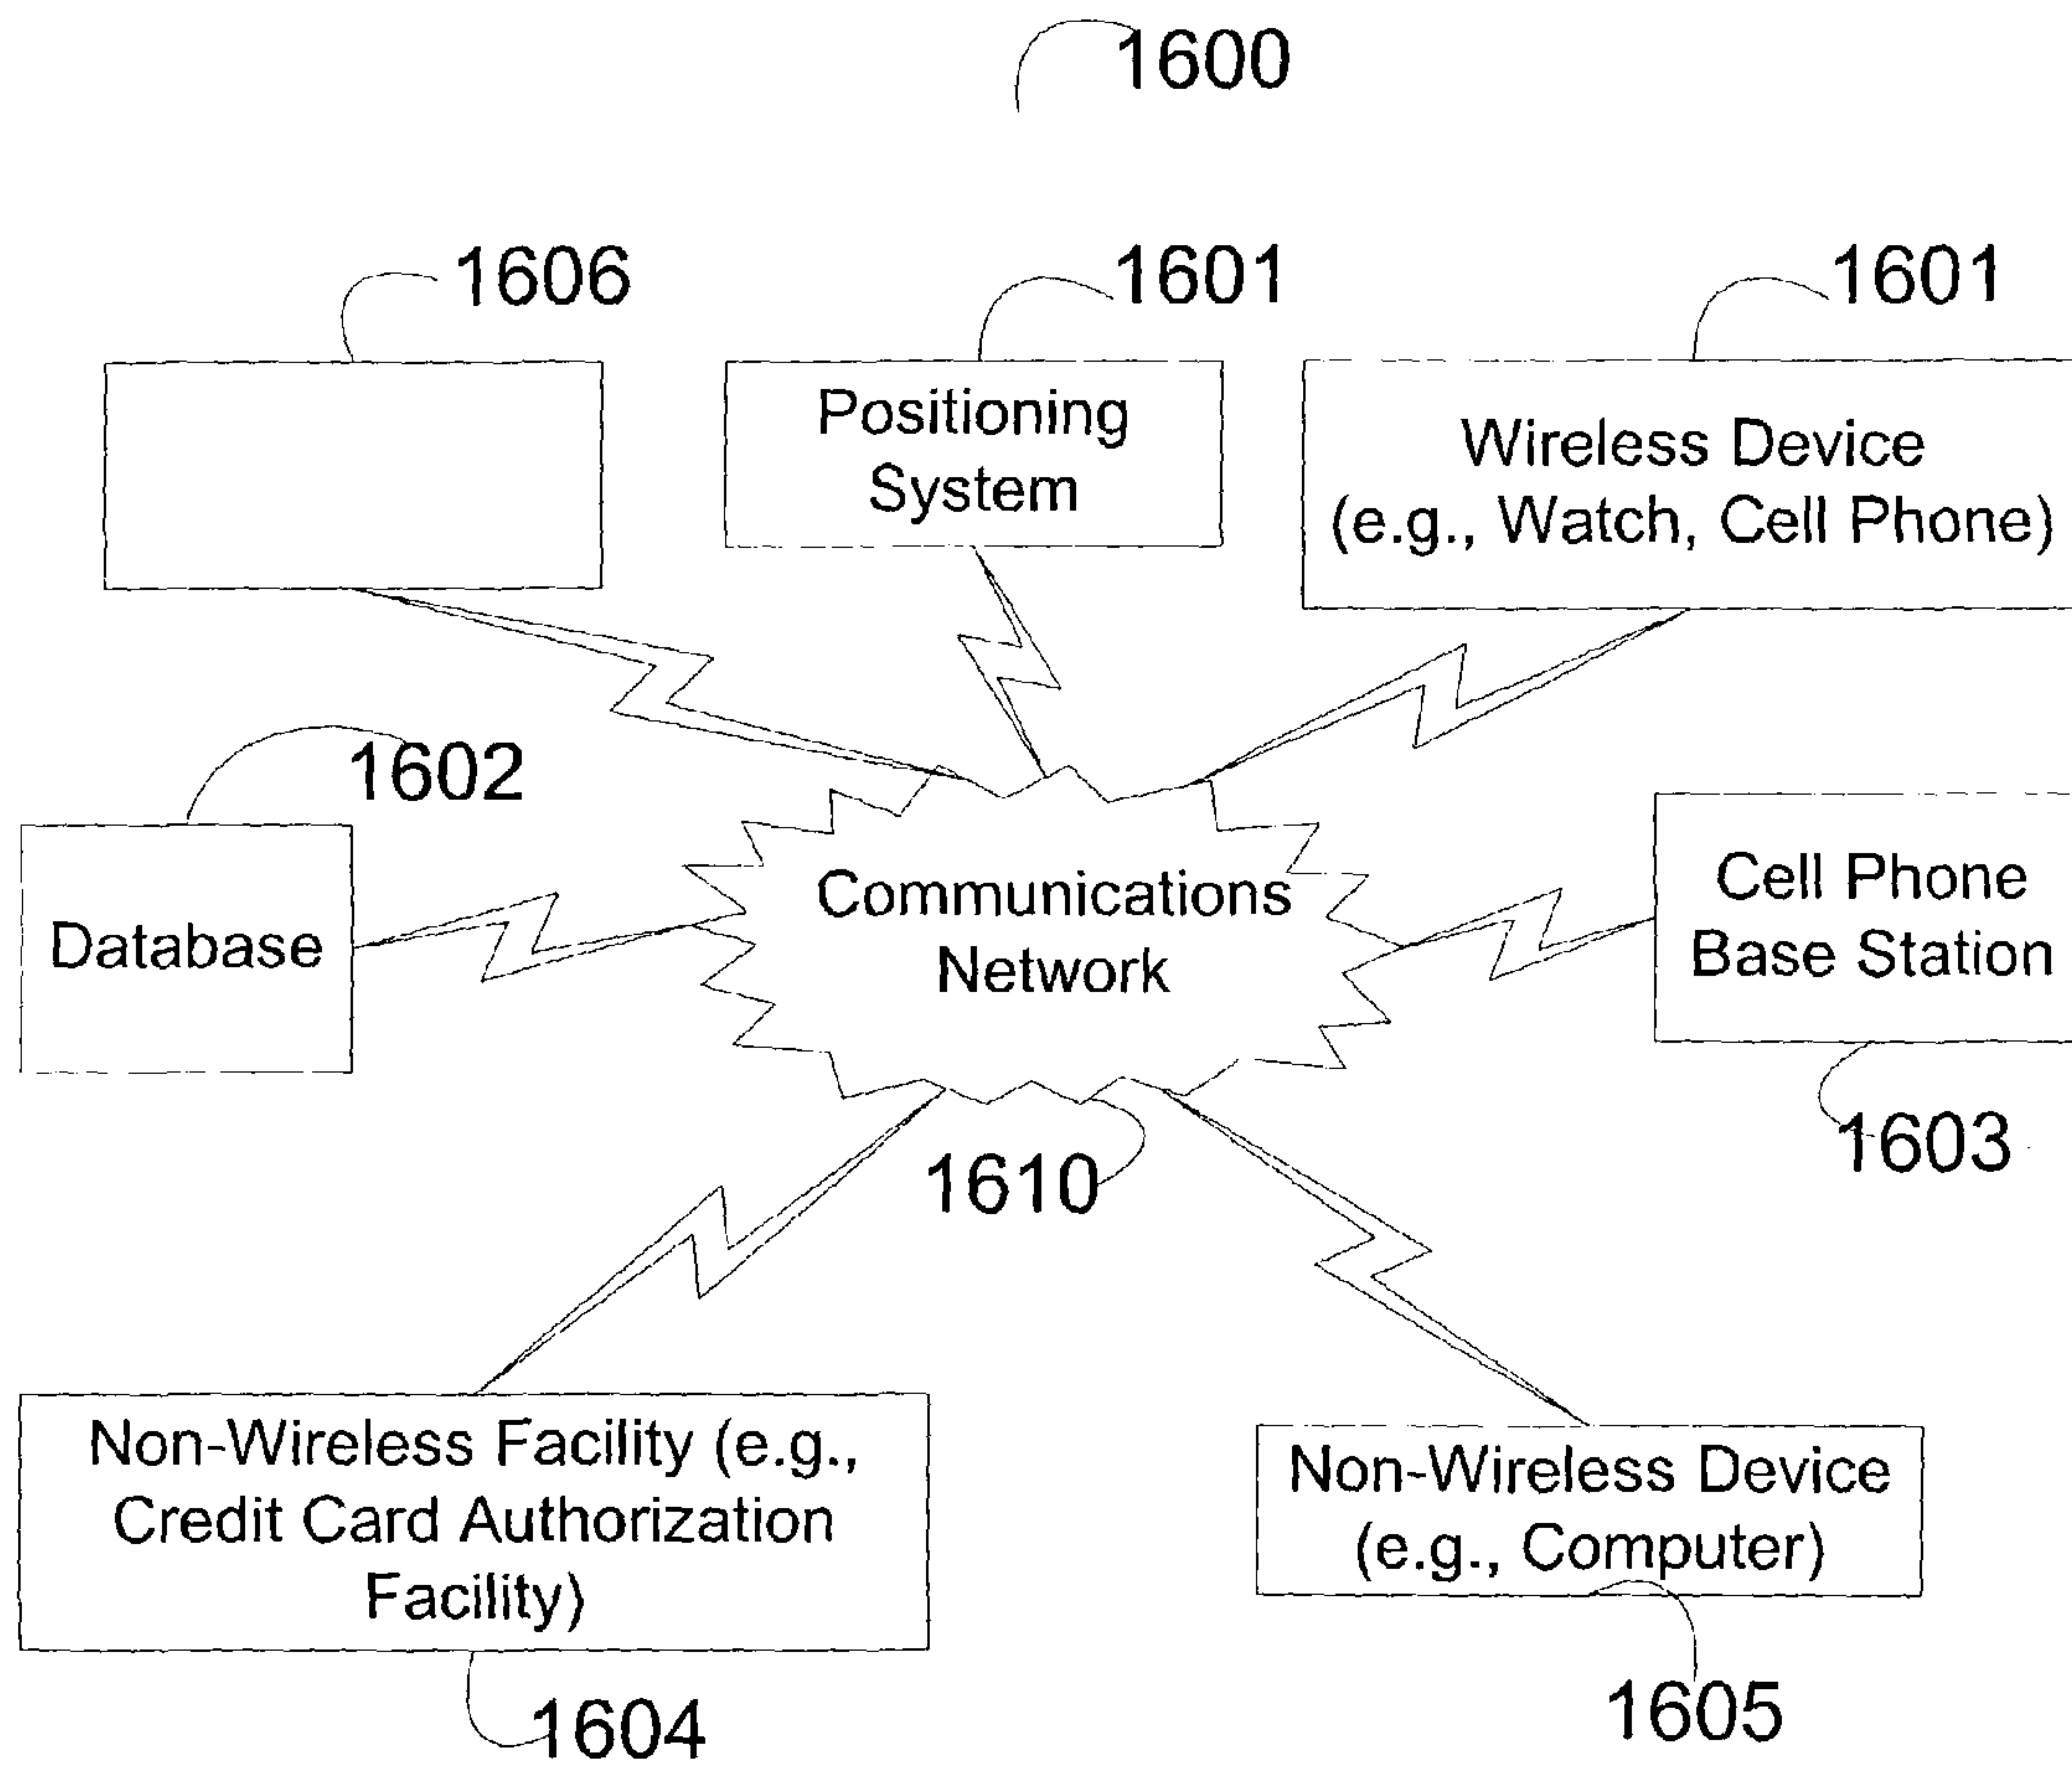 1600
1606
1601
1601
Positioning
System
Wireless Device
(e.g., Watch, Cell Phone)
1602
Database
Communications
Network
Cell Phone
Base Station
1603
1610
Non-Wireless Facility (e.g.,
Credit Card Authorization
Facility)
Non-Wireless Device
(e.g., Computer)
1604
1605